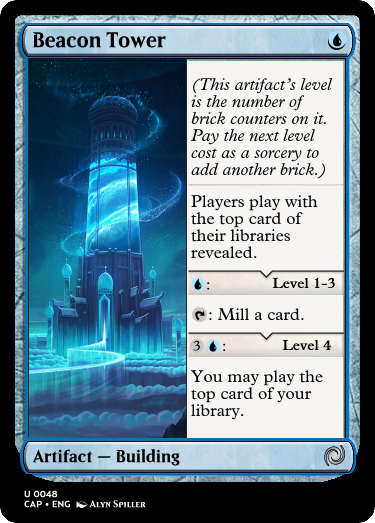 Beacon Tower
(This artifact's level
is the number of
brick counters on it.
Pay the next level
cost as a sorcery to
add another brick.)
Players play with
the top card of
their libraries
revealed.
: Level 1-3
: Mill a card.
3 : Level 4
You may play the
top card of your
library.
Artifact — Building
U 0048
CAP • ENG Alyn Spiller